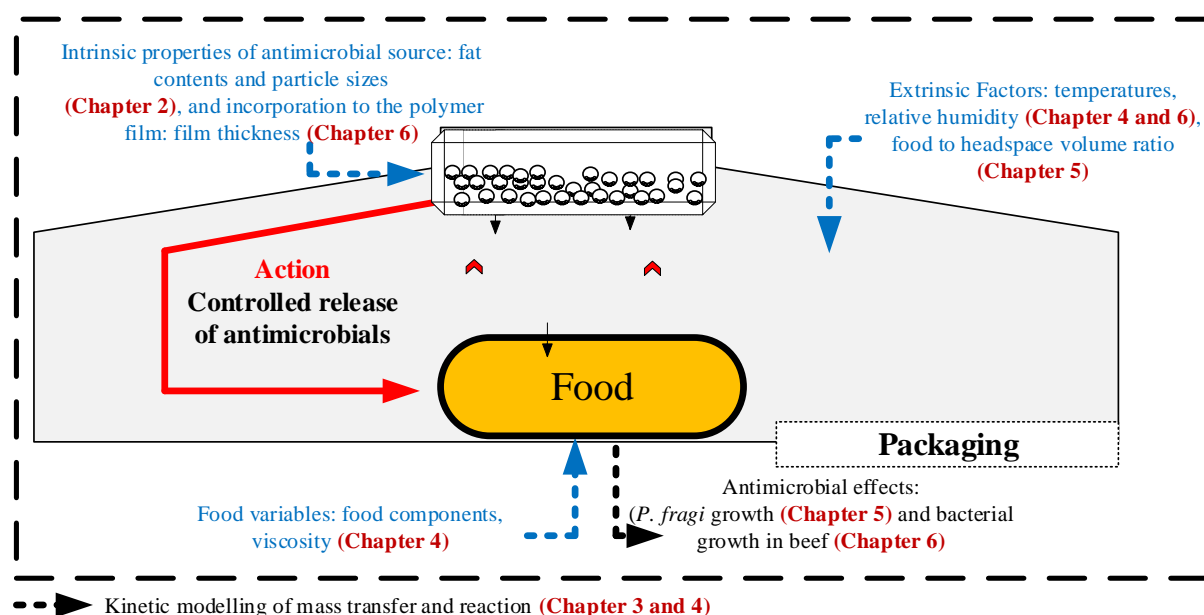 Intrinsic properties of antimicrobial source: fat
contents and particle sizes
(Chapter 2), and incorporation to the polymer
film: film thickness (Chapter 6)
Extrinsic Factors: temperatures,
relative humidity (Chapter 4 and 6),
food to headspace volume ratio
(Chapter 5)
Action
Controlled release
of antimicrobials
Food
Packaging
Food variables: food components,
viscosity (Chapter 4)
Antimicrobial effects:
(P. fragi growth (Chapter 5) and bacterial
growth in beef (Chapter 6)
Kinetic modelling of mass transfer and reaction (Chapter 3 and 4)